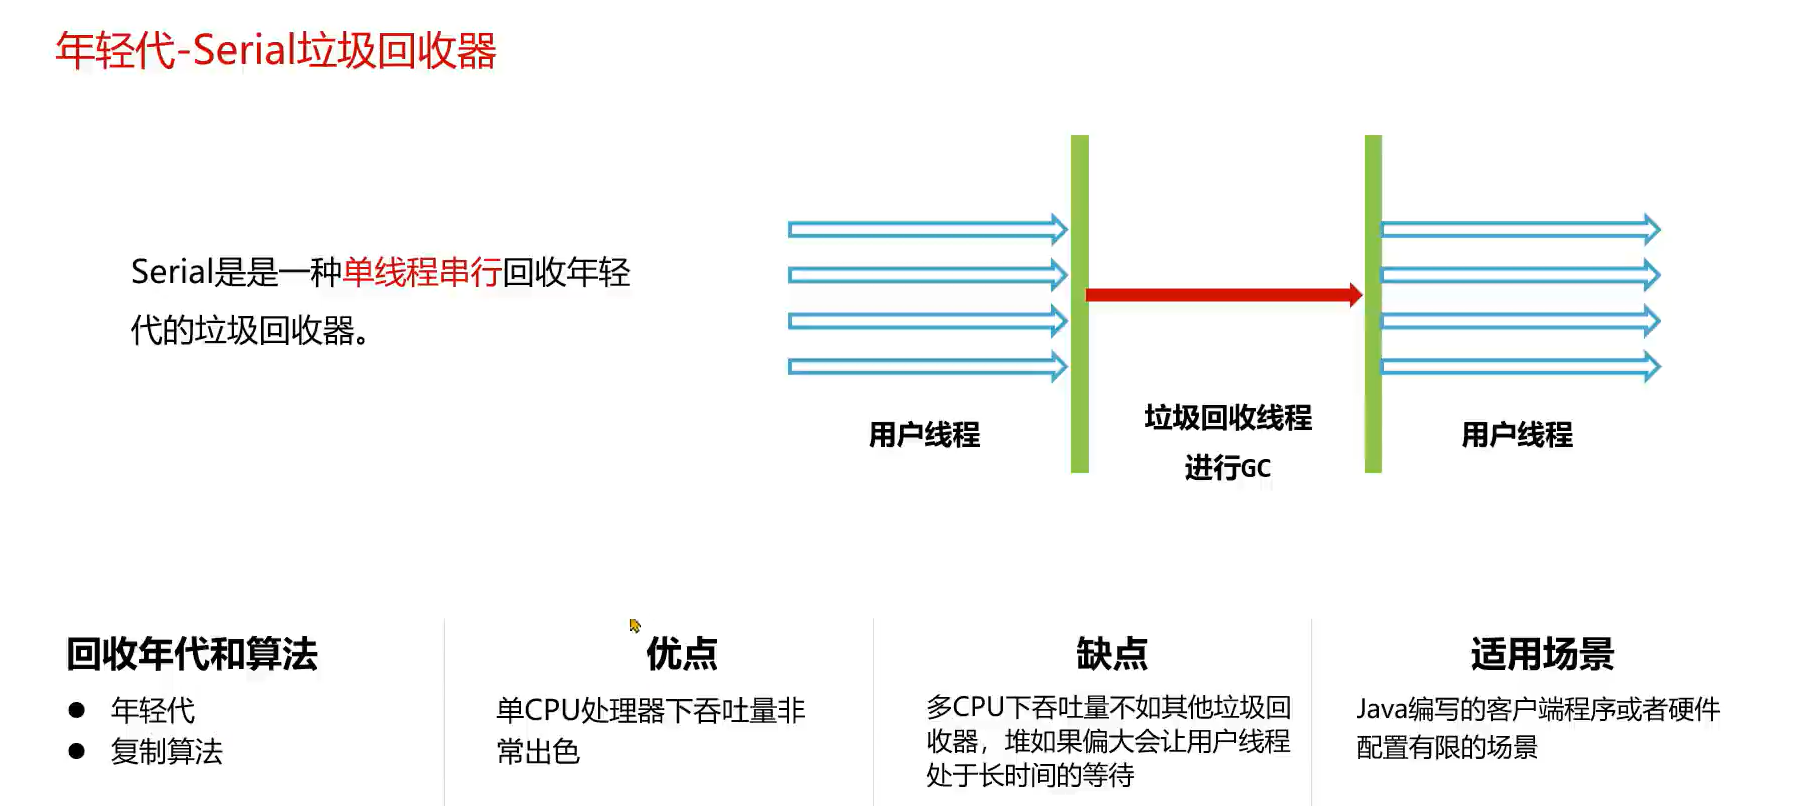 年轻代-Serial垃圾回收器
Serial是是一种单线程串行回收年轻
代的垃圾回收器。
用户线程
垃圾回收线程
进行GC
用户线程
回收年代和算法
● 年轻代
● 复制算法
优点
单CPU处理器下吞吐量非
常出色
缺点
多CPU下吞吐量不如其他垃圾回
收器，堆如果偏大会让用户线程
处于长时间的等待
适用场景
Java编写的客户端程序或者硬件
配置有限的场景